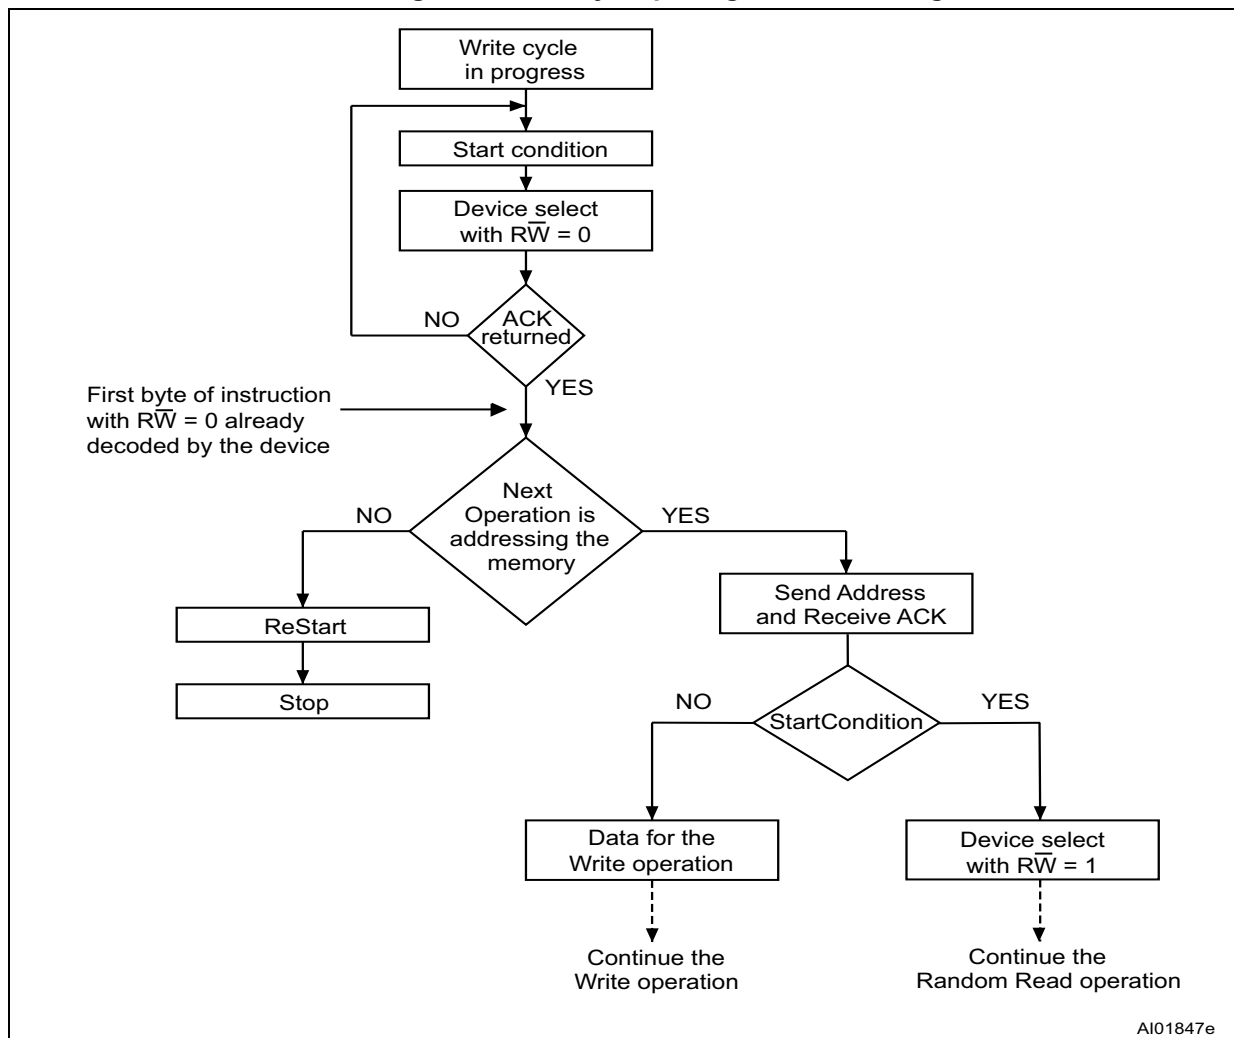 Write cycle
in progress
Start condition
Device select
with RW̅ = 0
NO
ACK
returned
YES
First byte of instruction
with RW̅ = 0 already
decoded by the device
NO
Next
Operation is
addressing the
memory
YES
Send Address
and Receive ACK
ReStart
Stop
NO
StartCondition
YES
Data for the
Write operation
Device select
with RW̅ = 1
Continue the
Write operation
Continue the
Random Read operation
AI01847e